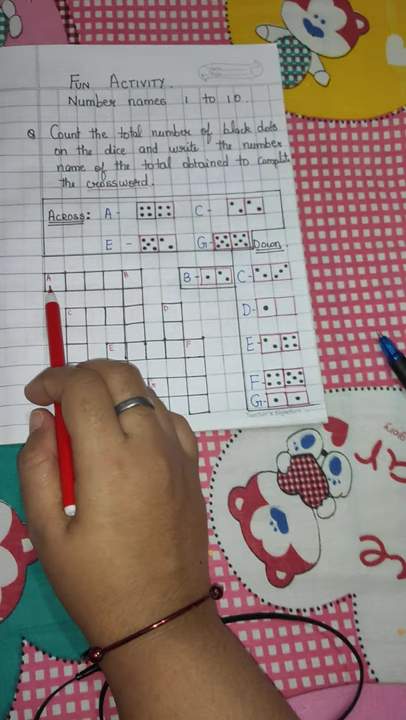 FUN ACTIVITY.
Number names 1 to 10.
Q Count the total number of black dots
on the dice and write the number
name of the total obtained to complete
the crossword.
ACROSS: A - C -
E - G - Down
A B B - C -
C D D -
E F E -
F -
G G -
Teacher's Signature